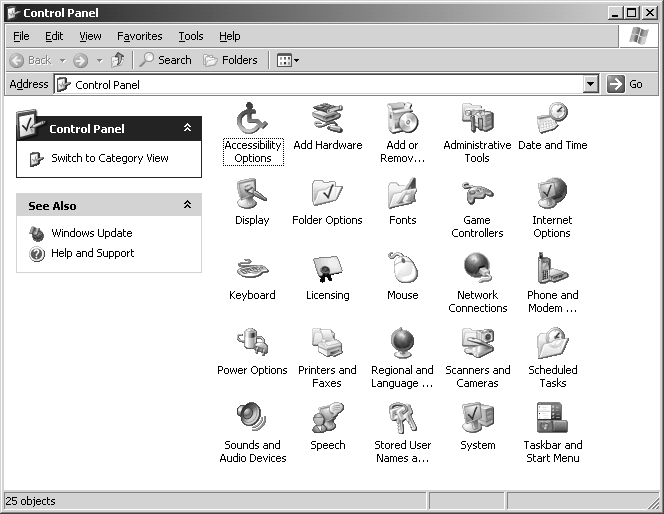 Control Panel
File Edit View Favorites Tools Help
Back Search Folders
Address Control Panel Go
Control Panel
Switch to Category View
See Also
Windows Update
Help and Support
Accessibility
Options
Add Hardware
Add or
Remov...
Administrative
Tools
Date and Time
Display
Folder Options
Fonts
Game
Controllers
Internet
Options
Keyboard
Licensing
Mouse
Network
Connections
Phone and
Modem ...
Power Options
Printers and
Faxes
Regional and
Language ...
Scanners and
Cameras
Scheduled
Tasks
Sounds and
Audio Devices
Speech
Stored User
Names a...
System
Taskbar and
Start Menu
25 objects